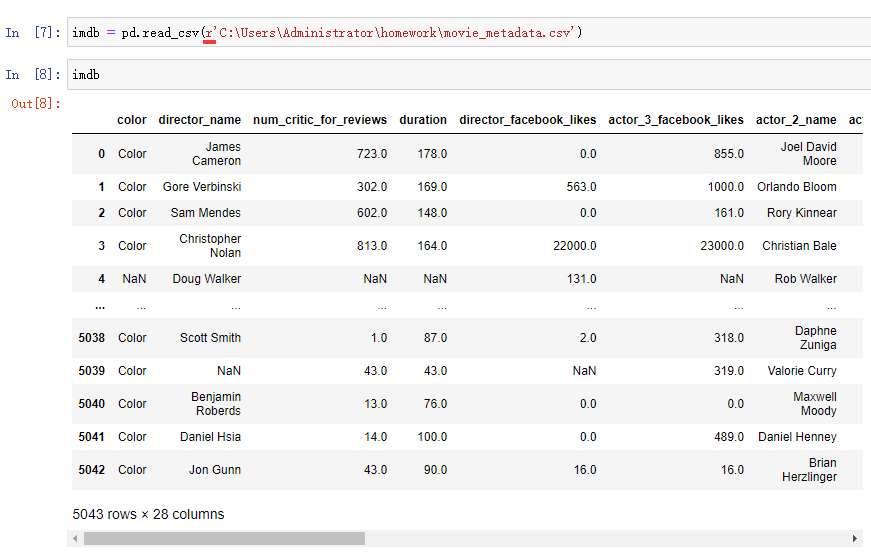 In [7]: imdb = pd.read_csv(r'C:\Users\Administrator\homework\movie_metadata.csv')
In [8]: imdb
Out[8]:
color director_name num_critic_for_reviews duration director_facebook_likes actor_3_facebook_likes actor_2_name ac
0 Color James Cameron 723.0 178.0 0.0 855.0 Joel David Moore
1 Color Gore Verbinski 302.0 169.0 563.0 1000.0 Orlando Bloom
2 Color Sam Mendes 602.0 148.0 0.0 161.0 Rory Kinnear
3 Color Christopher Nolan 813.0 164.0 22000.0 23000.0 Christian Bale
4 NaN Doug Walker NaN NaN 131.0 NaN Rob Walker
... ... ... ... ... ... ... ...
5038 Color Scott Smith 1.0 87.0 2.0 318.0 Daphne Zuniga
5039 Color NaN 43.0 43.0 NaN 319.0 Valorie Curry
5040 Color Benjamin Roberds 13.0 76.0 0.0 0.0 Maxwell Moody
5041 Color Daniel Hsia 14.0 100.0 0.0 489.0 Daniel Henney
5042 Color Jon Gunn 43.0 90.0 16.0 16.0 Brian Herzlinger
5043 rows × 28 columns